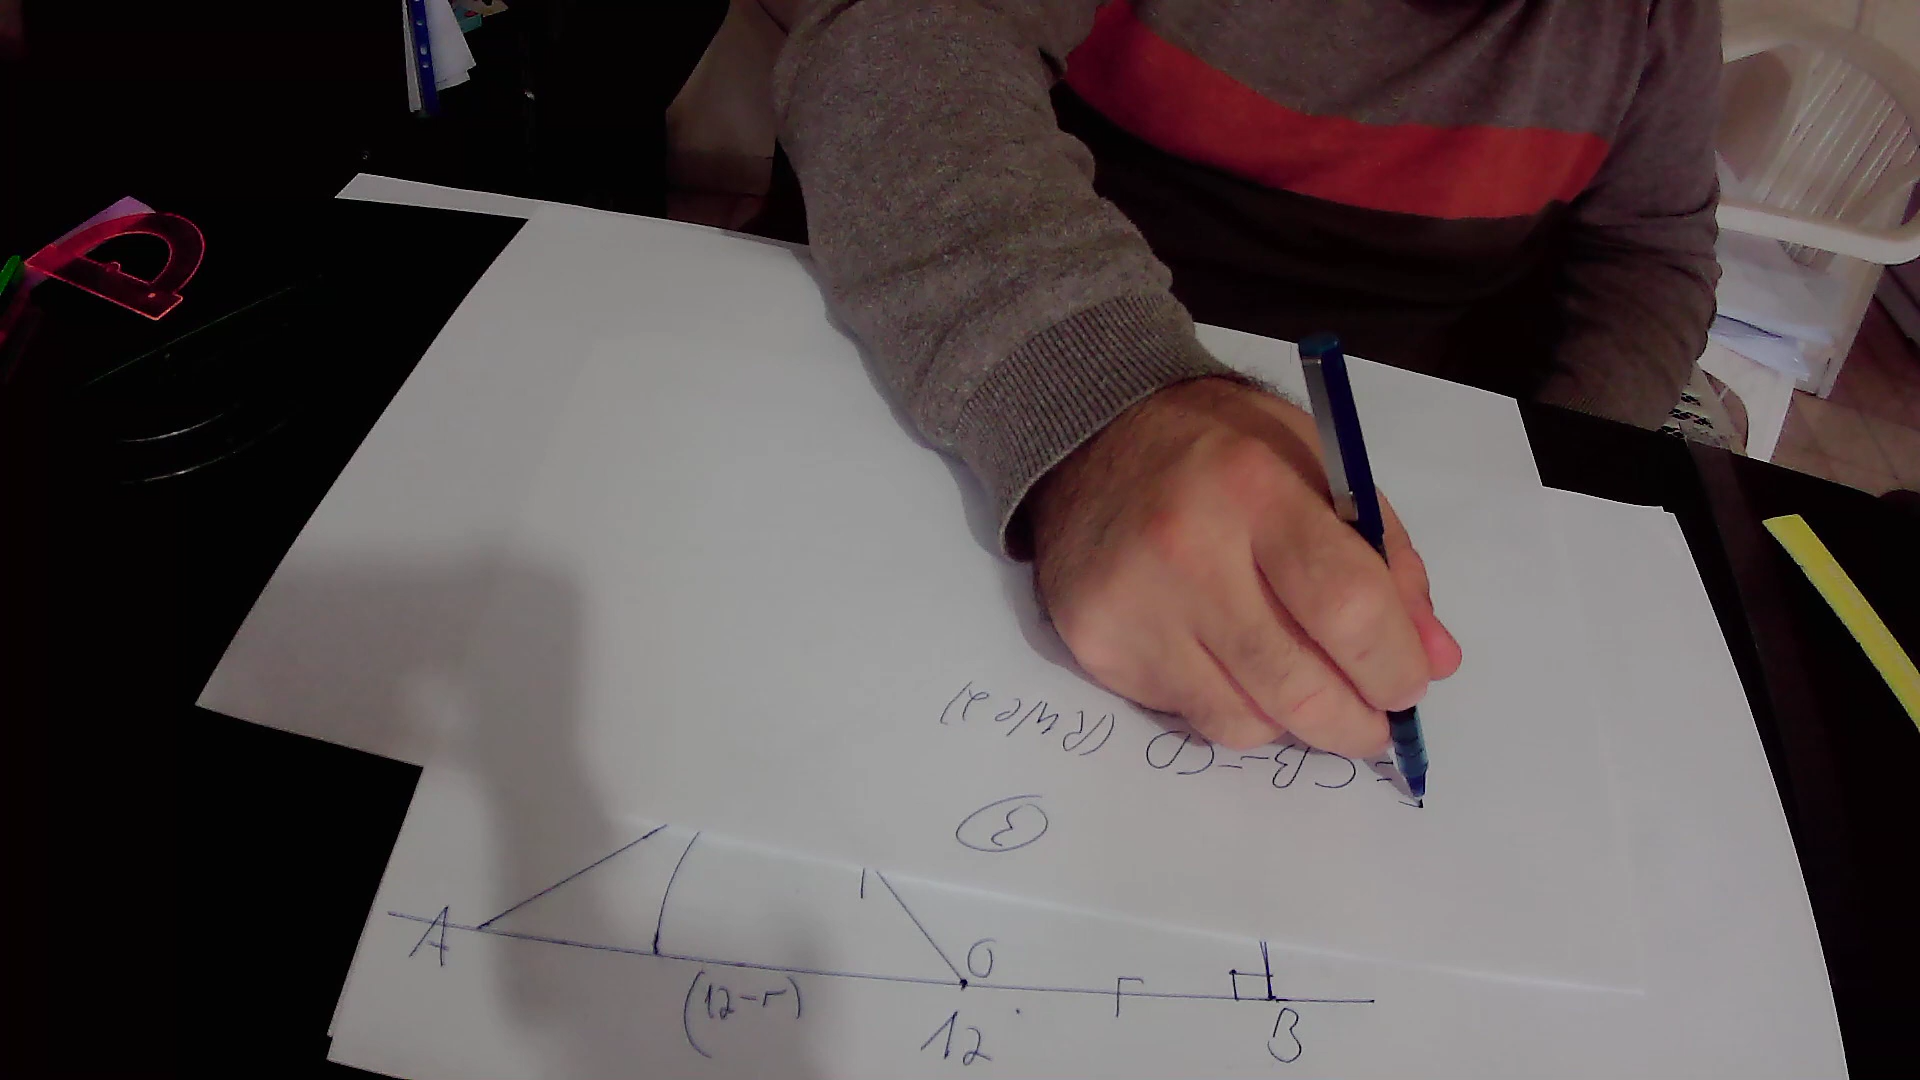 ③
= CB=CD (Rule 2)
A
O
(12-r)
r
12
B